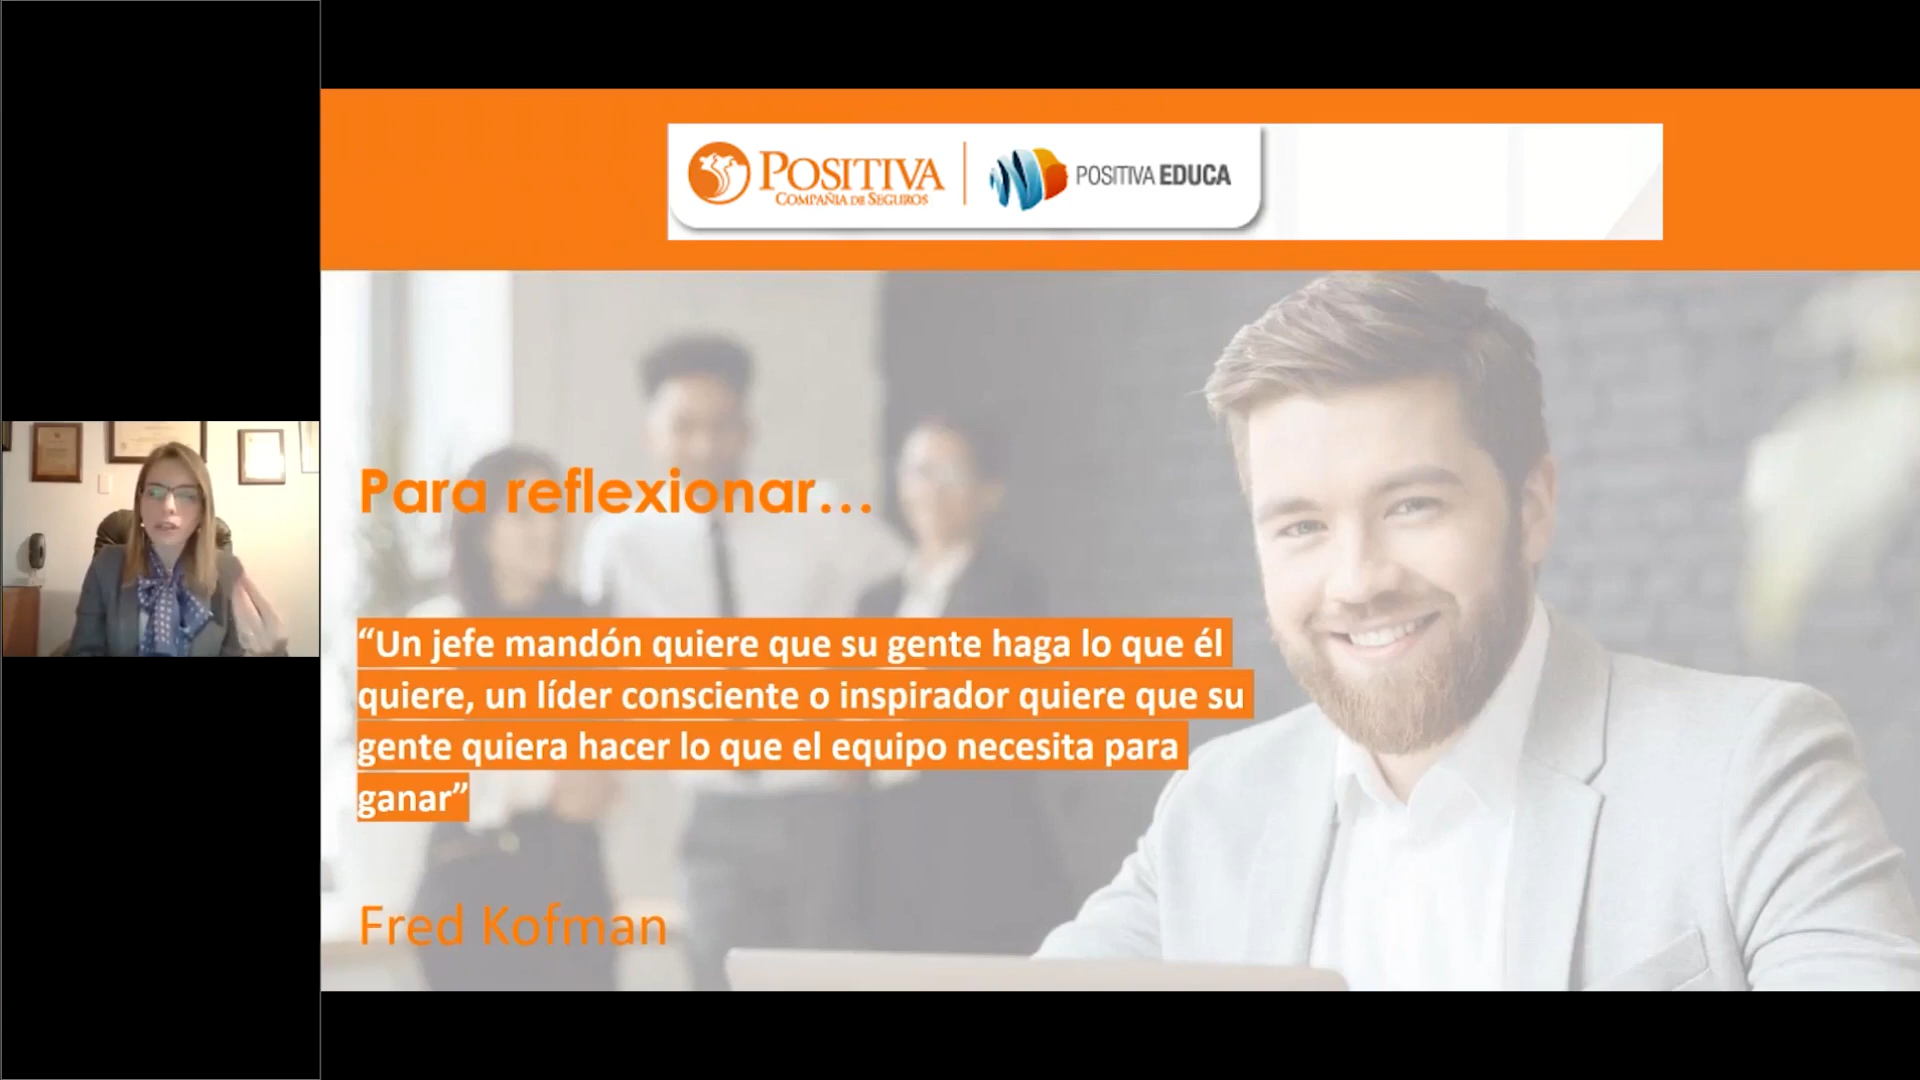 POSITIVA
COMPAÑIA DE SEGUROS
POSITIVA EDUCA
Para reflexionar...
“Un jefe mandón quiere que su gente haga lo que él
quiere, un líder consciente o inspirador quiere que su
gente quiera hacer lo que el equipo necesita para
ganar”
Fred Kofman